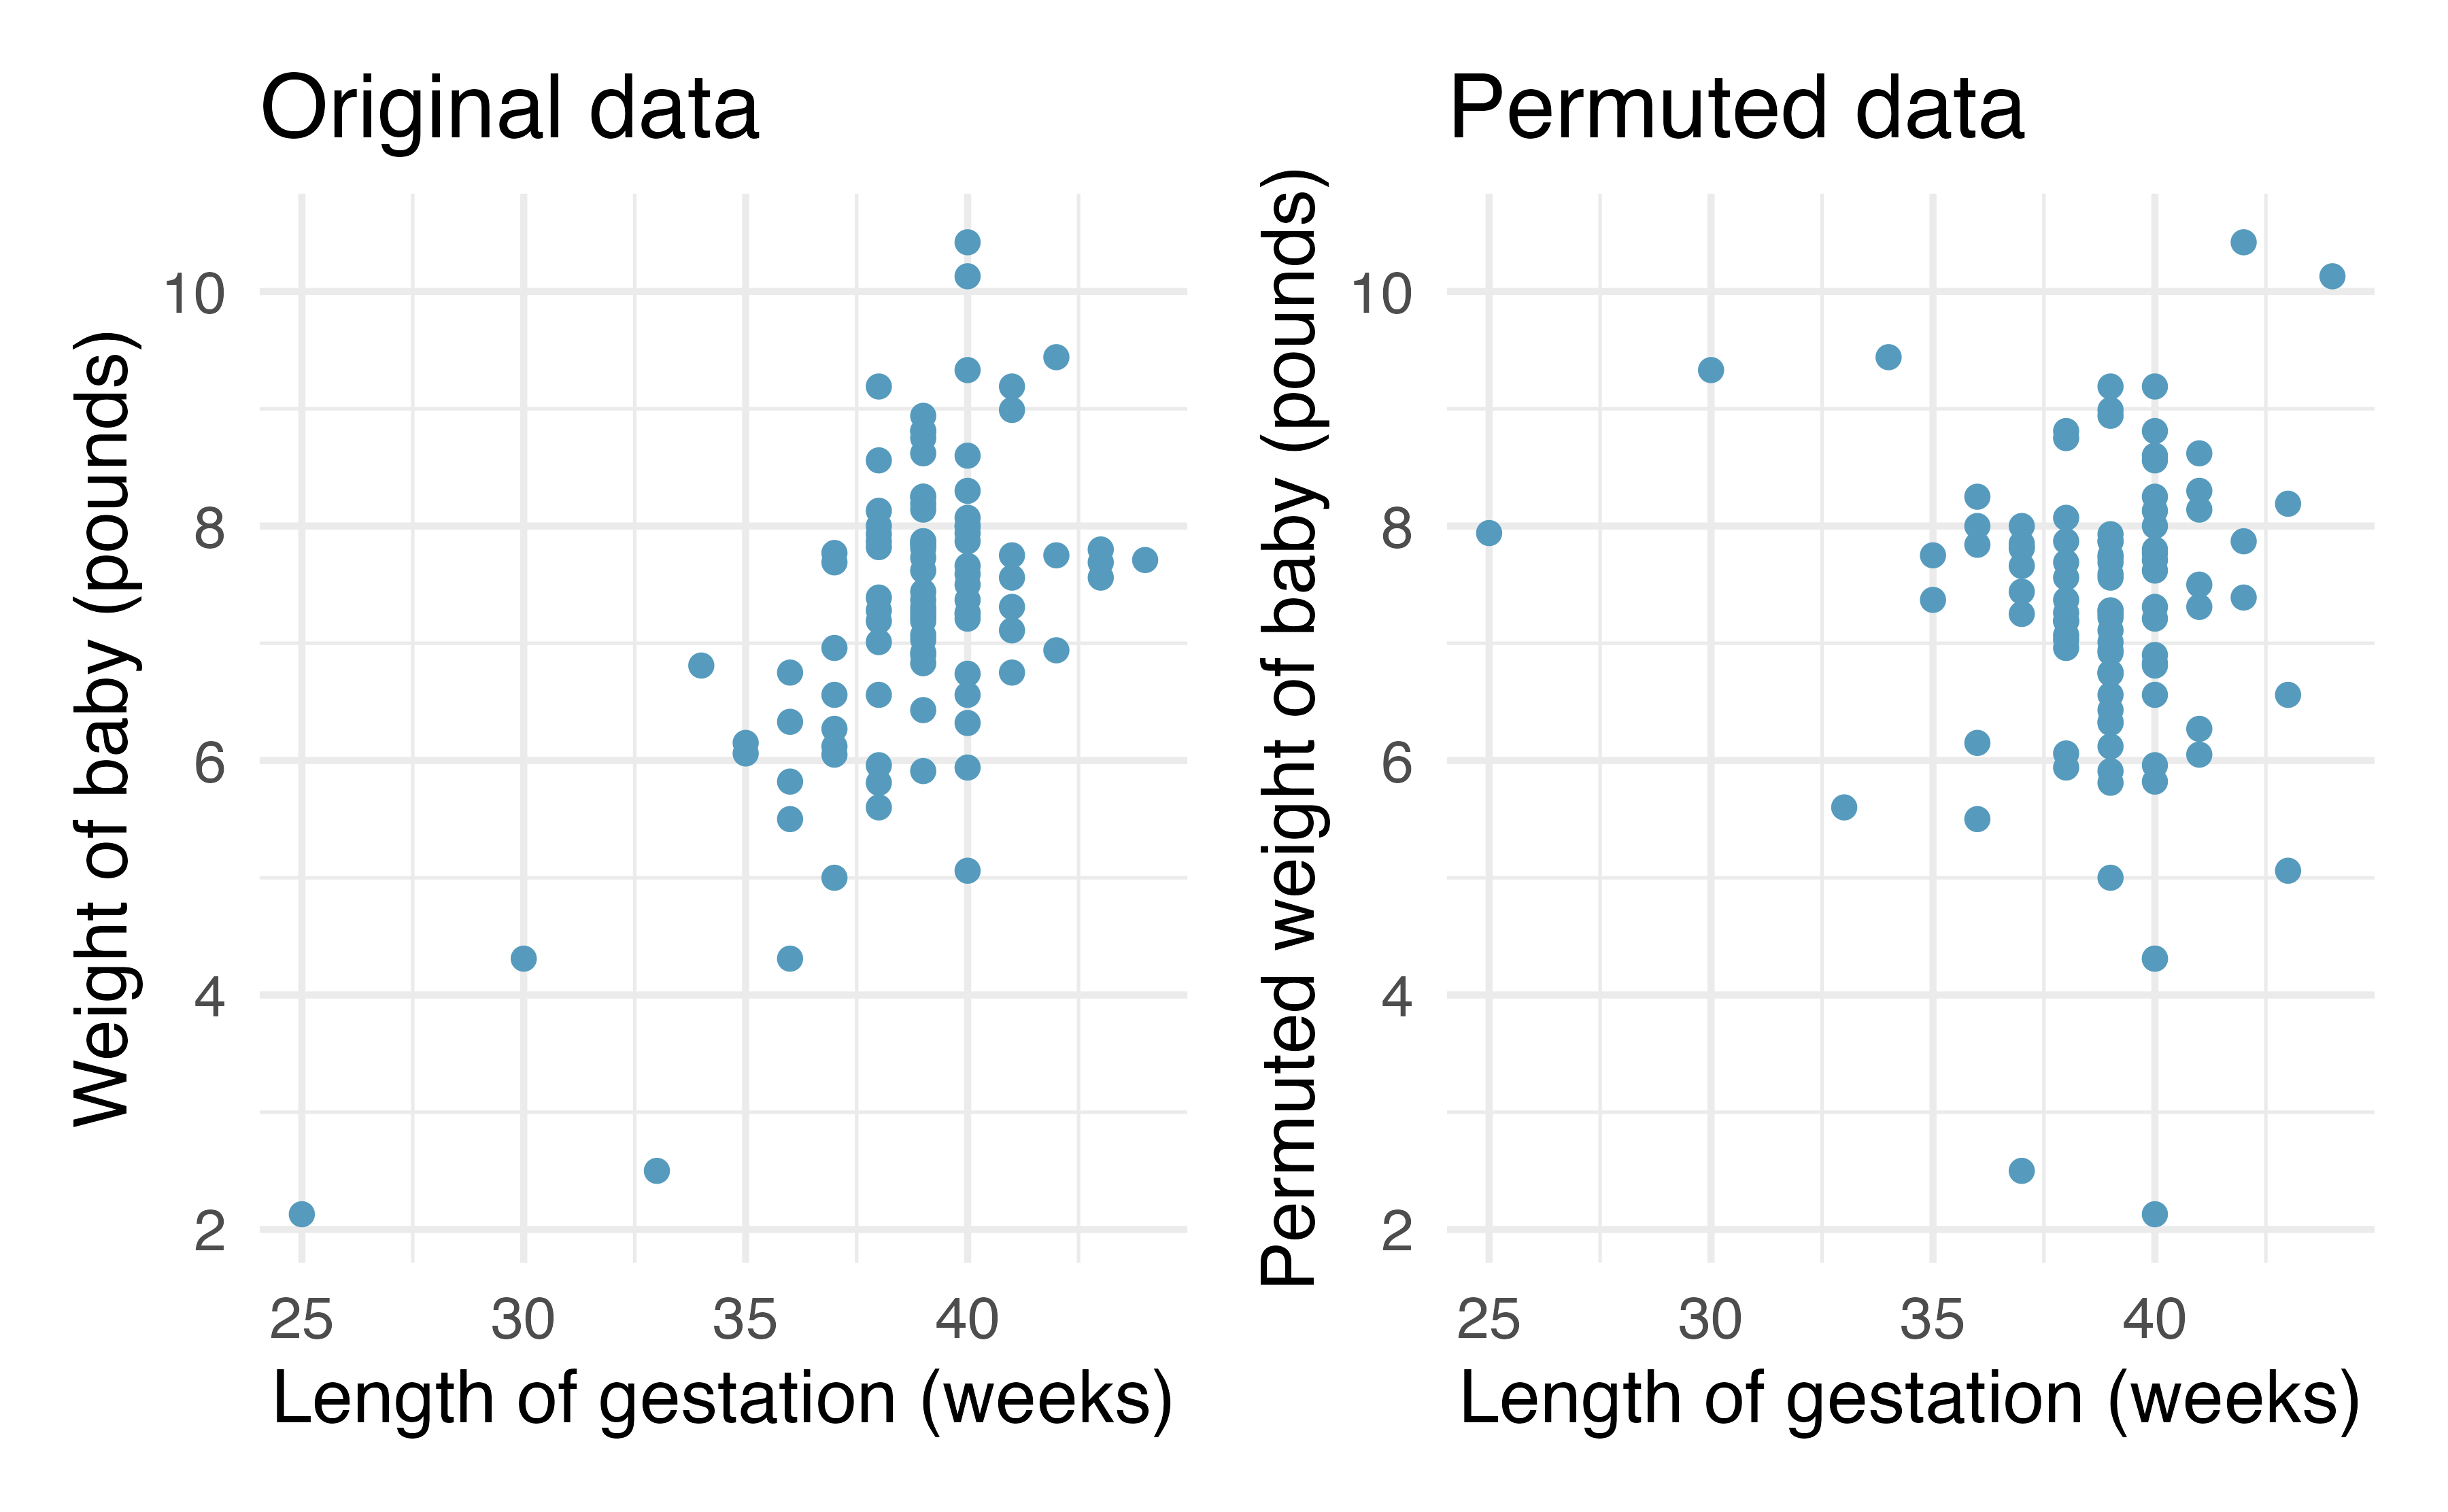 Original data
Weight of baby (pounds)
10
8
6
4
2
25 30 35 40
Length of gestation (weeks)
Permuted data
Permuted weight of baby (pounds)
10
8
6
4
2
25 30 35 40
Length of gestation (weeks)